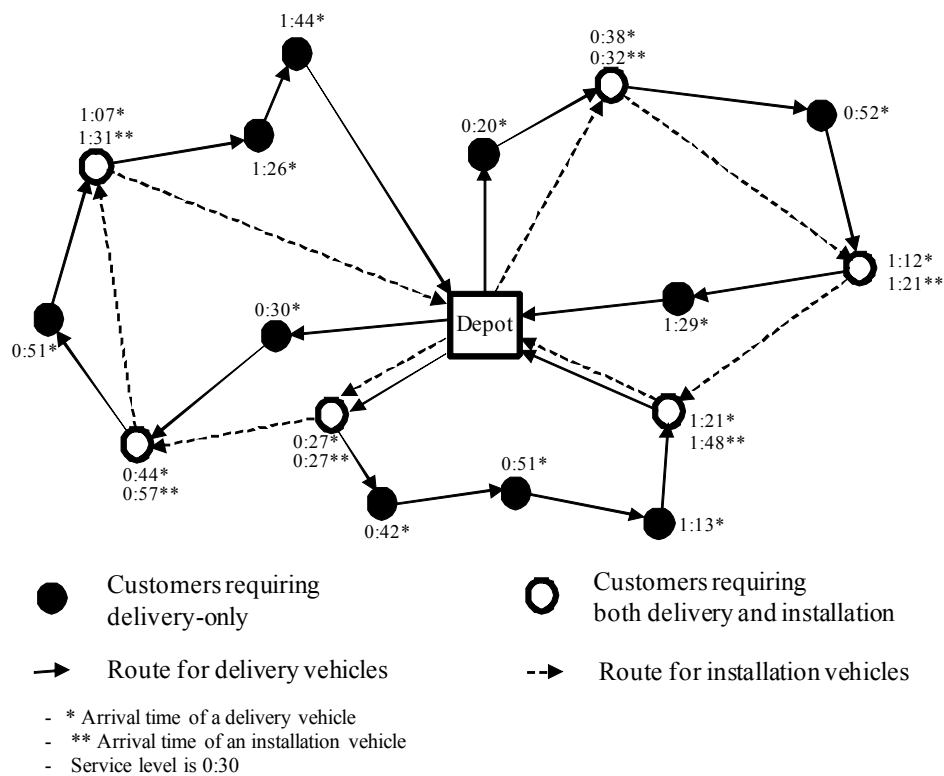 1:44*
0:38*
0:32**
1:07*
1:31**
0:20*
0:52*
1:26*
1:12*
1:21**
0:30*
Depot
1:29*
0:51*
0:27*
0:27**
1:21*
1:48**
0:44*
0:57**
0:51*
0:42*
1:13*
Customers requiring
delivery-only
Customers requiring
both delivery and installation
Route for delivery vehicles
Route for installation vehicles
- * Arrival time of a delivery vehicle
- ** Arrival time of an installation vehicle
- Service level is 0:30